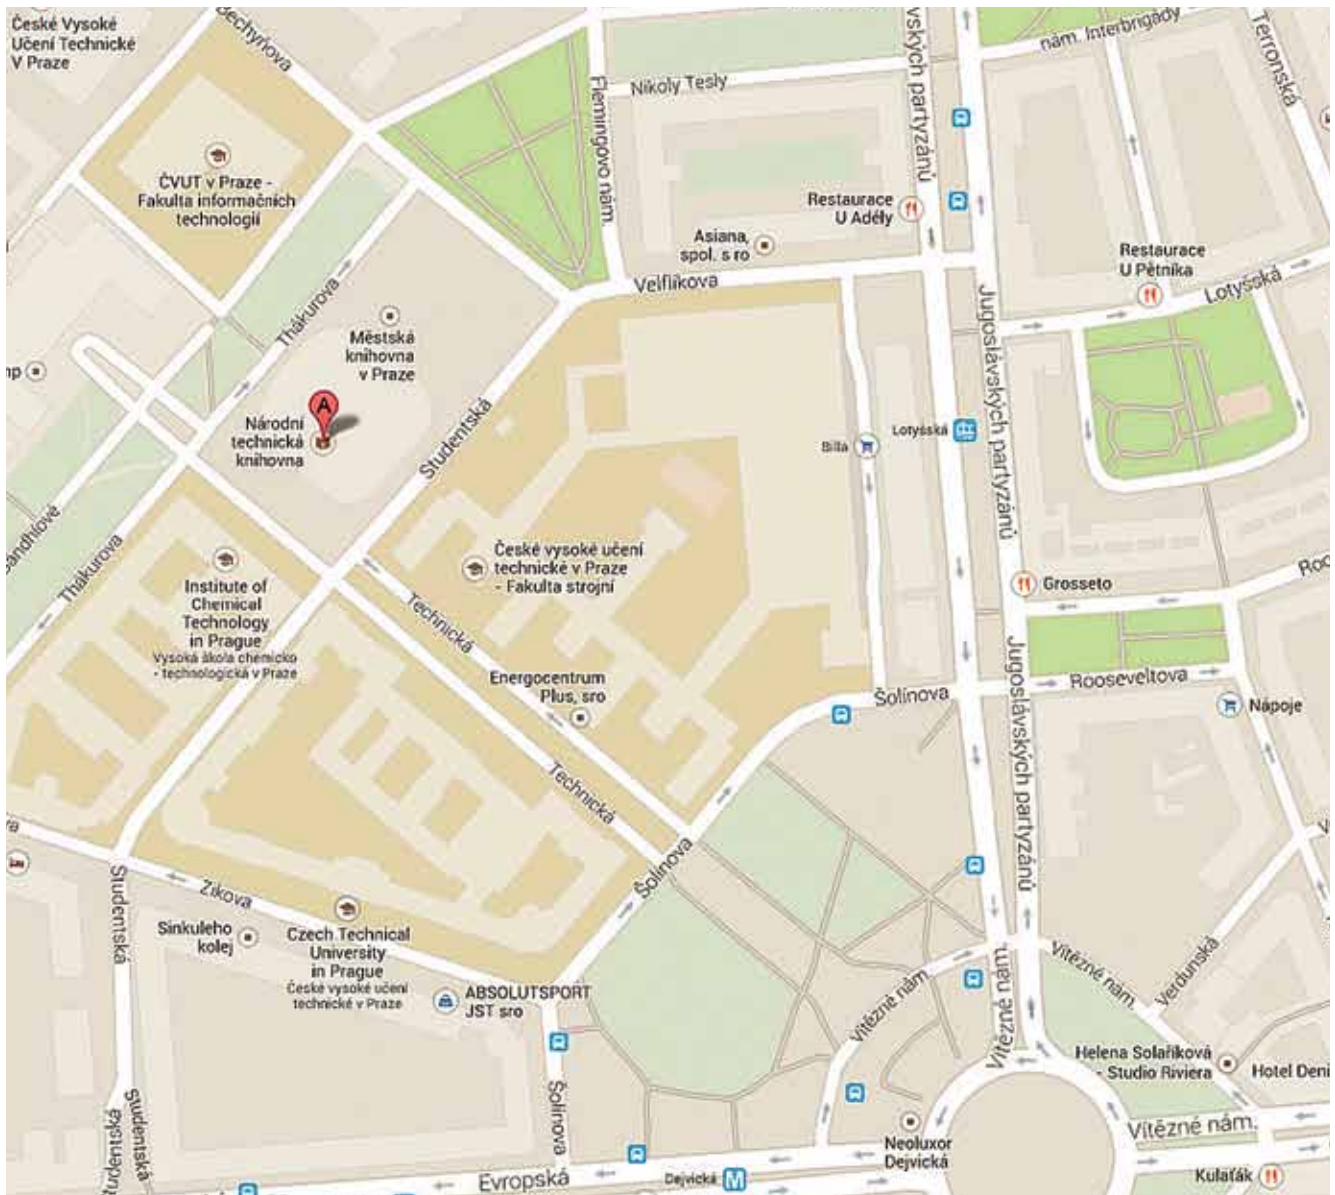 České Vysoké
Učení Technické
V Praze
Bechyňova
Flemingovo nám.
Nikoly Tesly
nám. Interbrigády
Terronská
ČVUT v Praze -
Fakulta informačních
technologií
Restaurace
U Adély
Asiana,
spol. s ro
Restaurace
U Pětníka
Lotyšská
Velflíkova
Thákurova
Městská
knihovna
v Praze
Jugoslávských partyzánů
A
Národní
technická
knihovna
Studentská
Billa
Lotyšská
Thákurova
Institute of
Chemical
Technology
in Prague
Vysoká škola chemicko
- technologická v Praze
České vysoké učení
technické v Praze
- Fakulta strojní
Grosseto
Technická
Energocentrum
Plus, sro
Šolínova
Rooseveltova
Jugoslávských partyzánů
Nápoje
Technická
Šolínova
Zikova
Studentská
Sinkuleho
kolej
Czech Technical
University
in Prague
České vysoké učení
technické v Praze
ABSOLUTSPORT
JST sro
Vítězné nám.
Vítězné nám.
Vítězné nám.
Verdunská
Helena Solaříková
- Studio Riviera
Hotel Deni
Studentská
Studentská
Šolínova
Neoluxor
Dejvická
Vítězné nám.
Evropská
Dejvická
M
Kulaťák